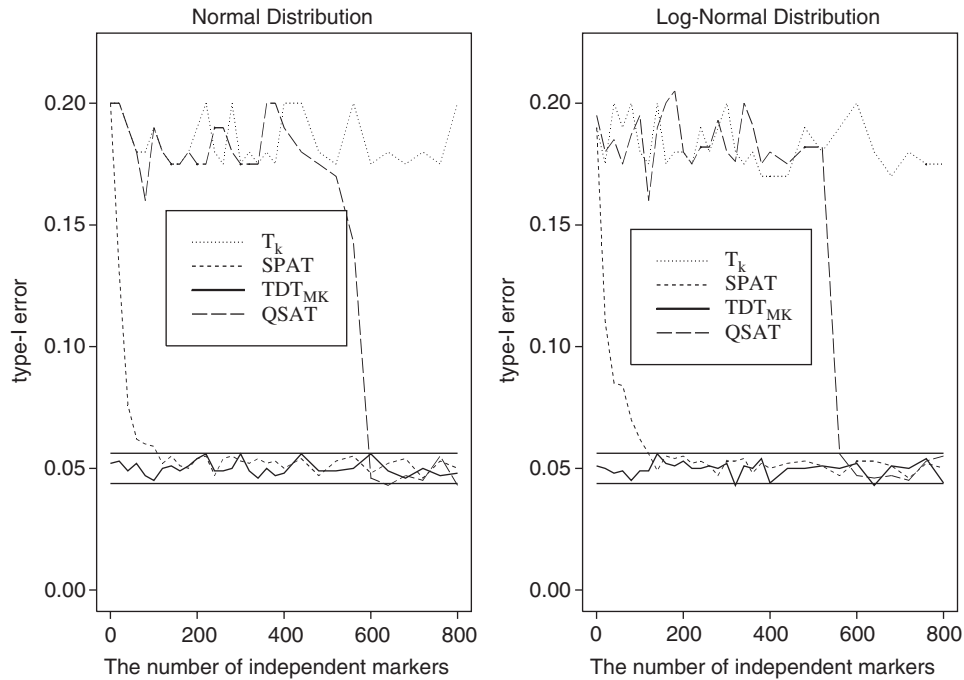 Normal Distribution
type-I error
0.20
0.15
0.10
0.05
0.00
T_k
SPAT
TDT_MK
QSAT
0 200 400 600 800
The number of independent markers
Log-Normal Distribution
type-I error
0.20
0.15
0.10
0.05
0.00
T_k
SPAT
TDT_MK
QSAT
0 200 400 600 800
The number of independent markers